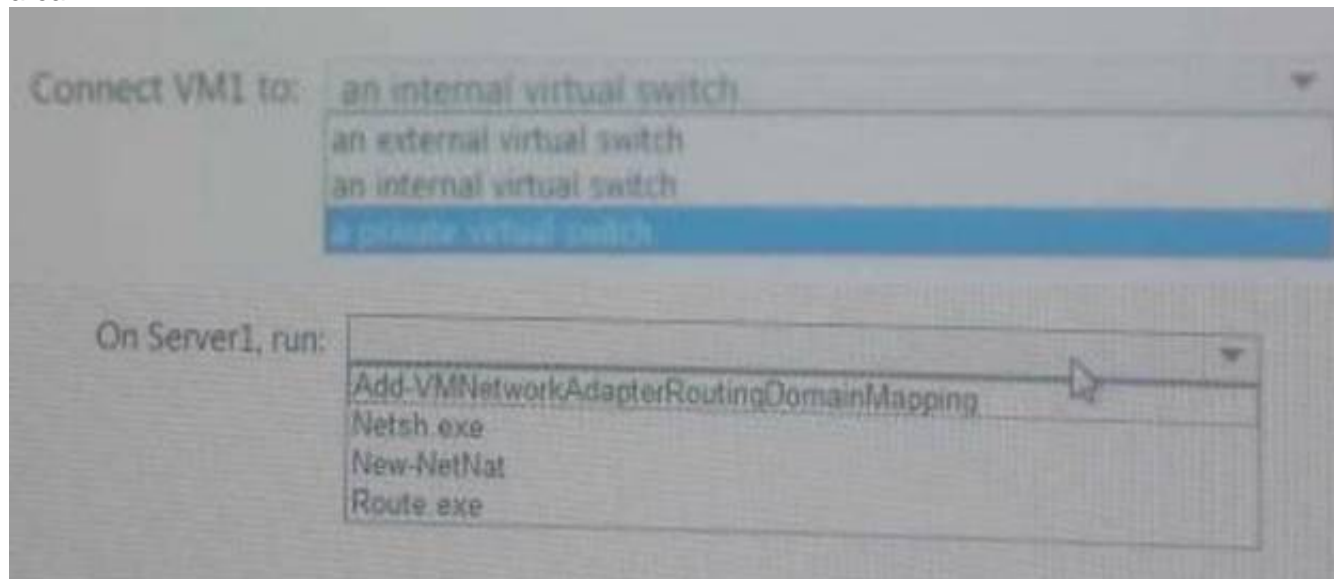 Connect VM1 to: an internal virtual switch
an external virtual switch
an internal virtual switch
a private virtual switch
On Server1, run:
Add-VMNetworkAdapterRoutingDomainMapping
Netsh.exe
New-NetNat
Route.exe